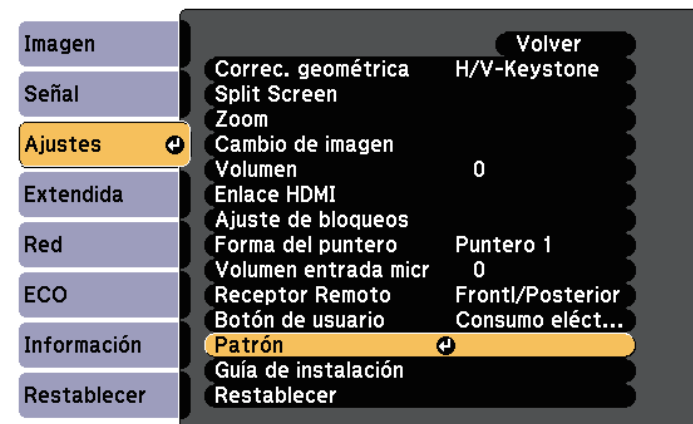 Imagen
Señal
Ajustes
Extendida
Red
ECO
Información
Restablecer
Volver
Correc. geométrica H/V-Keystone
Split Screen
Zoom
Cambio de imagen
Volumen 0
Enlace HDMI
Ajuste de bloqueos
Forma del puntero Puntero 1
Volumen entrada micr 0
Receptor Remoto Frontl/Posterior
Botón de usuario Consumo eléct...
Patrón
Guía de instalación
Restablecer